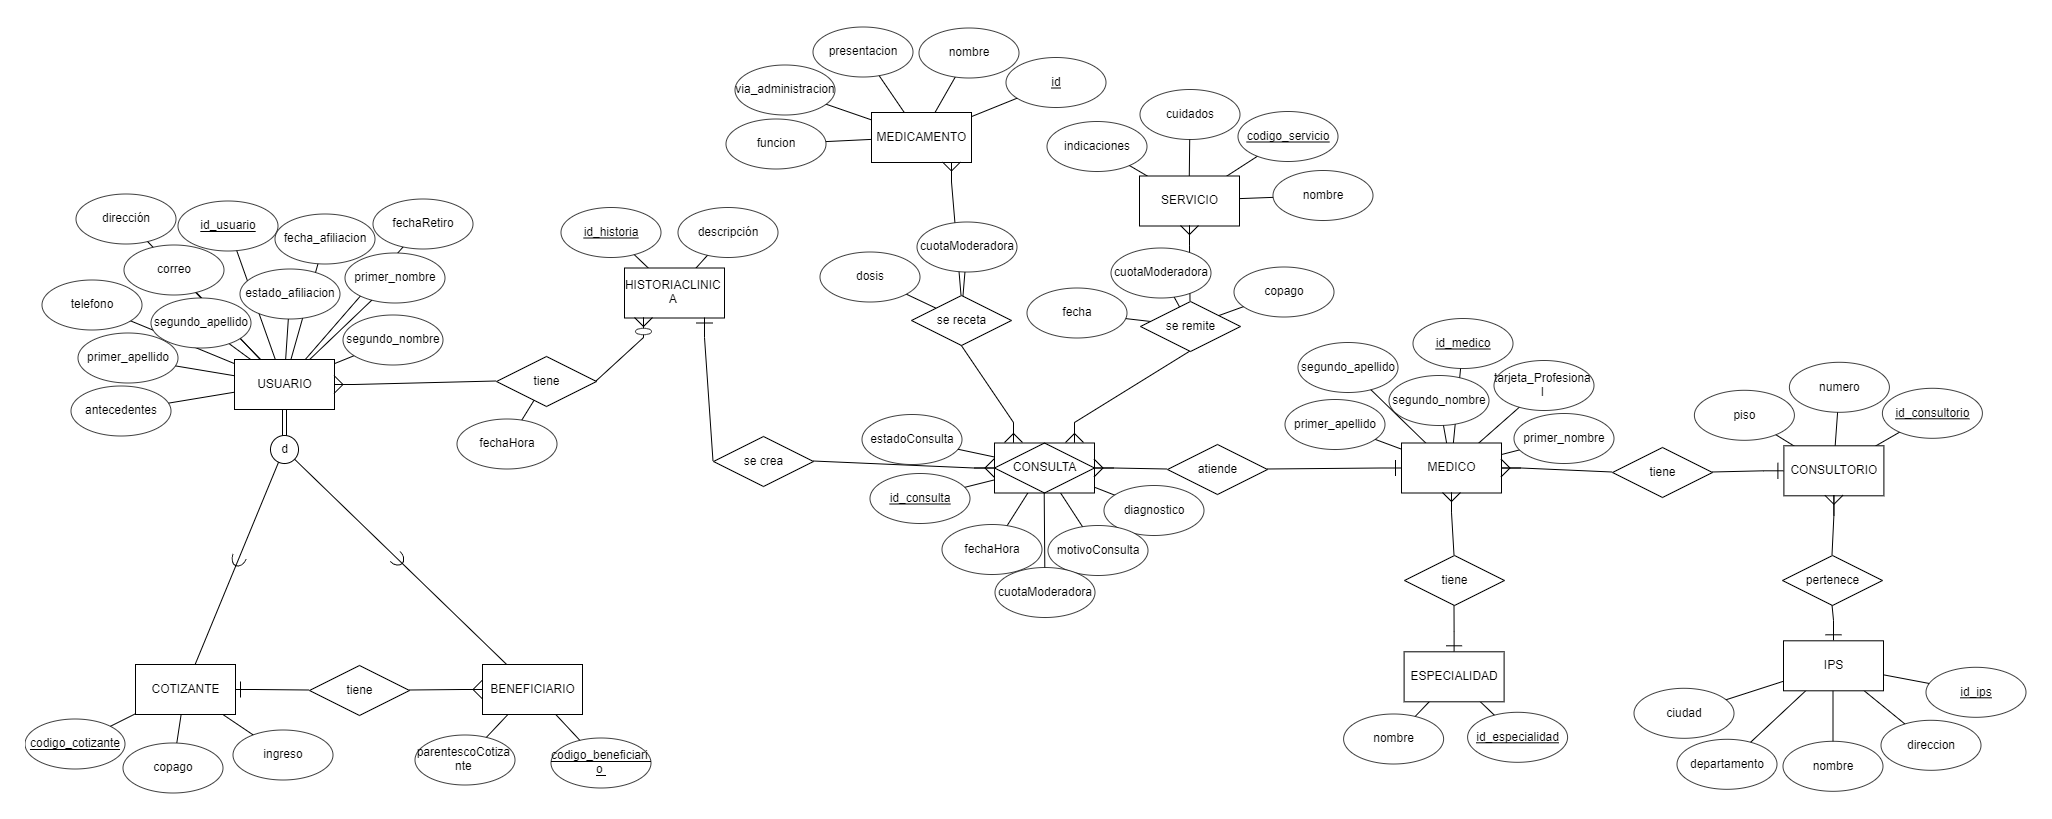 presentacion
nombre
id
via_administracion
funcion
MEDICAMENTO
cuidados
codigo_servicio
indicaciones
nombre
SERVICIO
dirección
id_usuario
fecha_afiliacion
fechaRetiro
correo
primer_nombre
estado_afiliacion
telefono
segundo_apellido
segundo_nombre
primer_apellido
antecedentes
USUARIO
d
id_historia
descripción
HISTORIACLINIC
A
tiene
fechaHora
cuotaModeradora
dosis
se receta
cuotaModeradora
fecha
copago
se remite
se crea
estadoConsulta
id_consulta
CONSULTA
fechaHora
cuotaModeradora
motivoConsulta
diagnostico
atiende
id_medico
segundo_apellido
segundo_nombre
tarjeta_Profesional
l
primer_apellido
primer_nombre
MEDICO
tiene
piso
numero
id_consultorio
CONSULTORIO
tiene
pertenece
ESPECIALIDAD
nombre
id_especialidad
IPS
ciudad
id_ips
departamento
nombre
direccion
COTIZANTE
tiene
BENEFICIARIO
codigo_cotizante
copago
ingreso
parentescoCotiza
nte
codigo_beneficiari
o